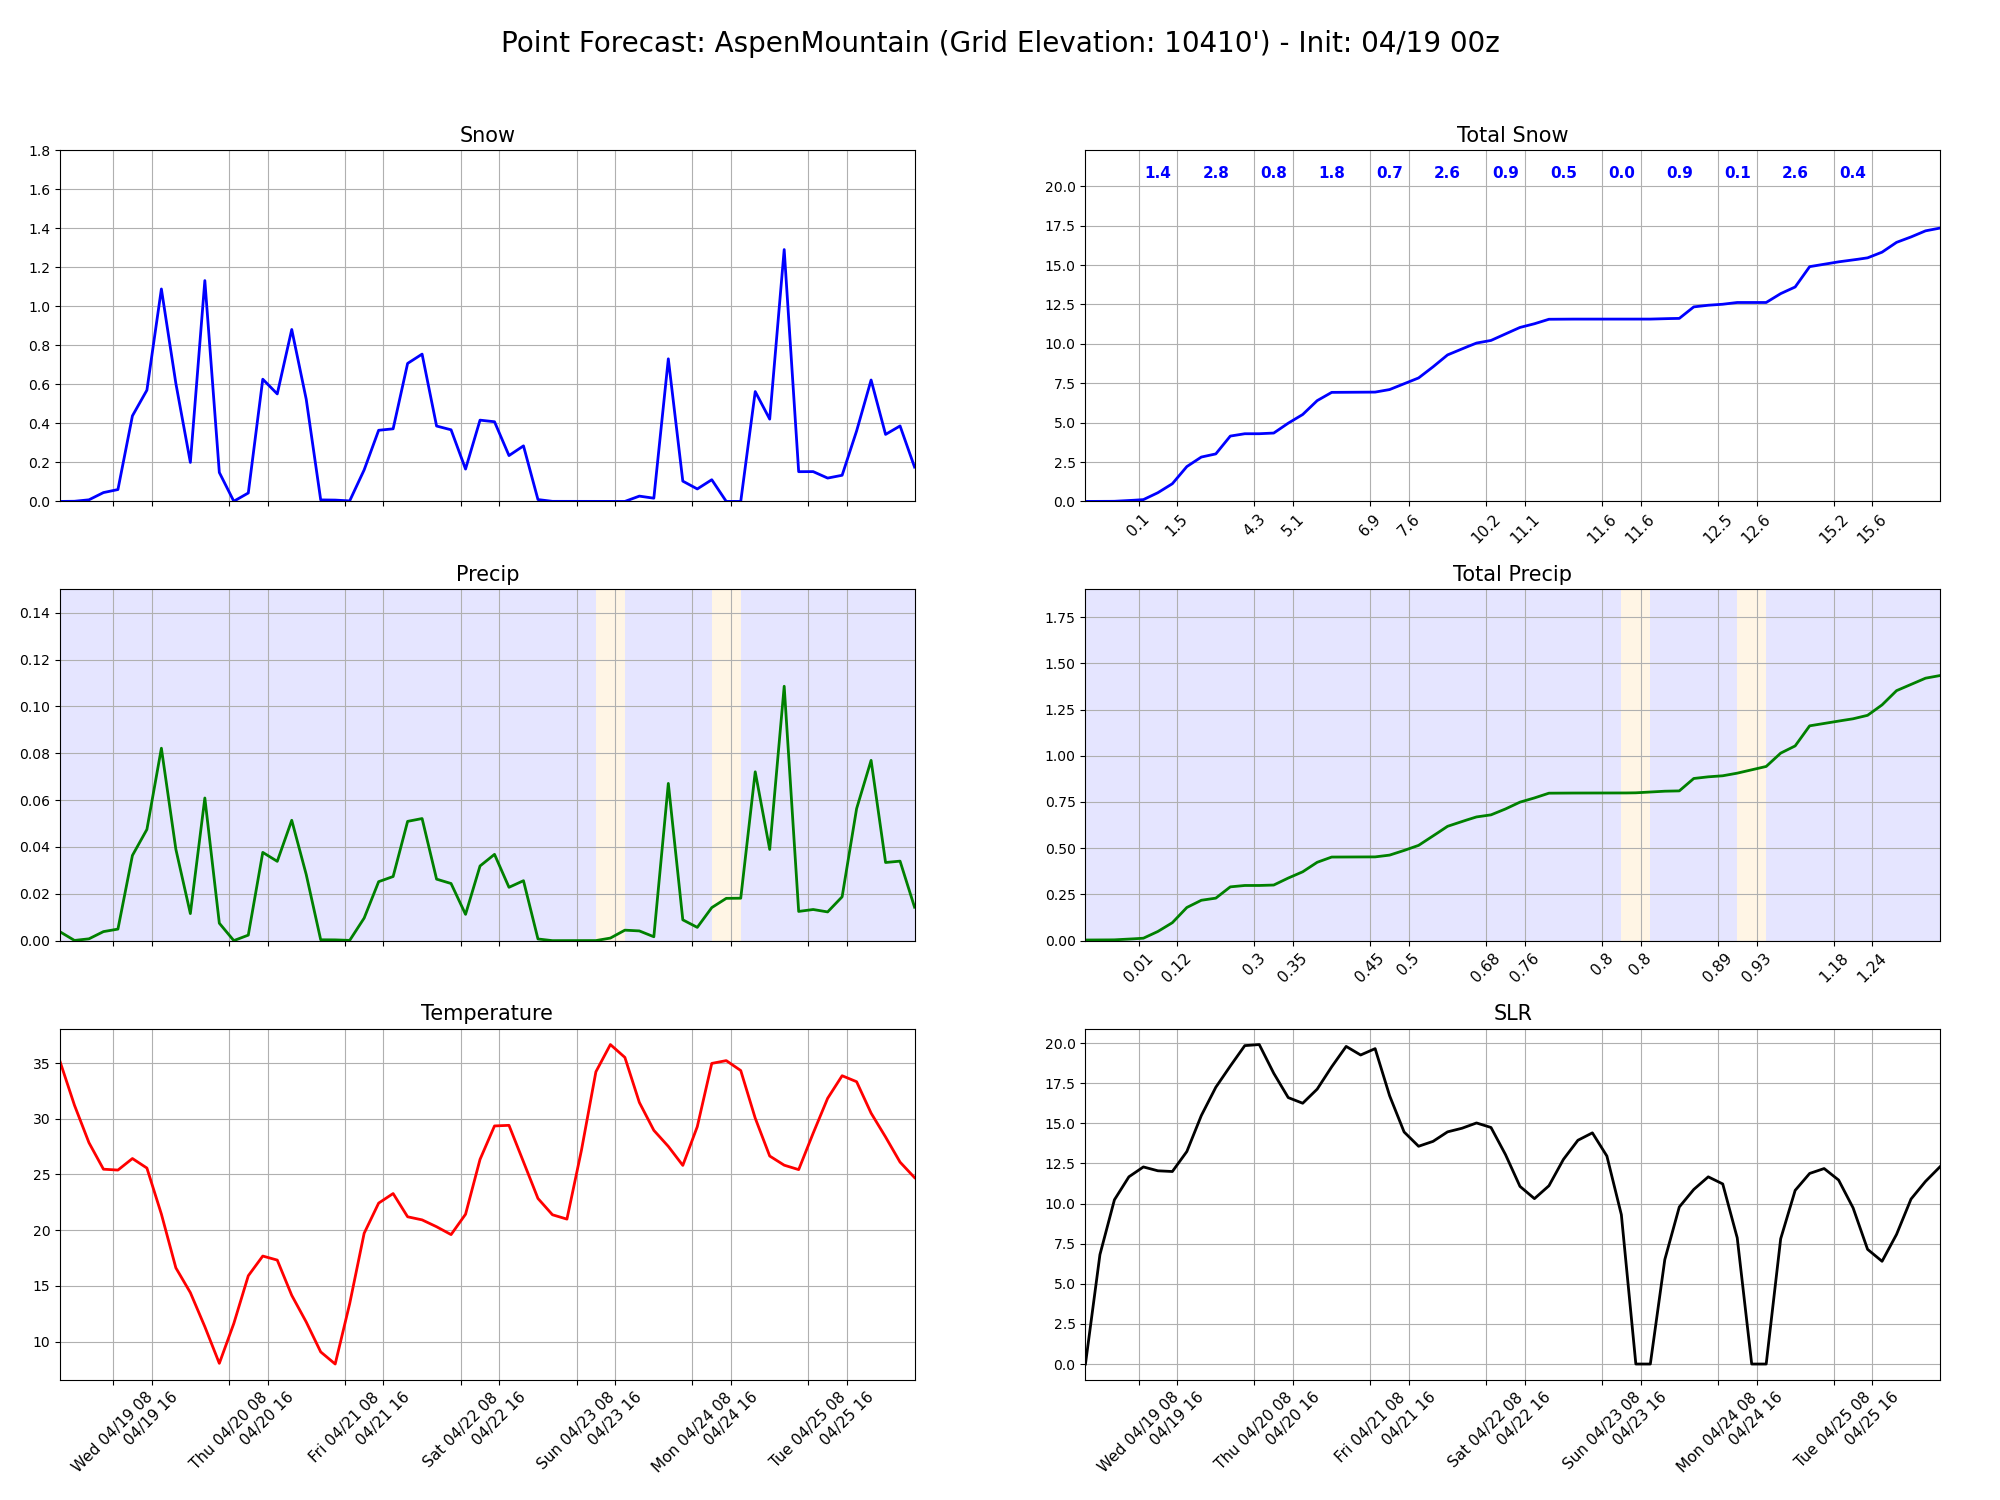 Point Forecast: AspenMountain (Grid Elevation: 10410') - Init: 04/19 00z
Snow
1.8
1.6
1.4
1.2
1.0
0.8
0.6
0.4
0.2
0.0
Total Snow
1.4 2.8 0.8 1.8 0.7 2.6 0.9 0.5 0.0 0.9 0.1 2.6 0.4
20.0
17.5
15.0
12.5
10.0
7.5
5.0
2.5
0.0
0.1 1.5 4.3 5.1 6.9 7.6 10.2 11.1 11.6 11.6 12.5 12.6 15.2 15.6
Precip
0.14
0.12
0.10
0.08
0.06
0.04
0.02
0.00
Total Precip
1.75
1.50
1.25
1.00
0.75
0.50
0.25
0.00
0.01 0.12 0.3 0.35 0.45 0.5 0.68 0.76 0.8 0.8 0.89 0.93 1.18 1.24
Temperature
35
30
25
20
15
10
Wed 04/19 08
04/19 16
Thu 04/20 08
04/20 16
Fri 04/21 08
04/21 16
Sat 04/22 08
04/22 16
Sun 04/23 08
04/23 16
Mon 04/24 08
04/24 16
Tue 04/25 08
04/25 16
SLR
20.0
17.5
15.0
12.5
10.0
7.5
5.0
2.5
0.0
Wed 04/19 08
04/19 16
Thu 04/20 08
04/20 16
Fri 04/21 08
04/21 16
Sat 04/22 08
04/22 16
Sun 04/23 08
04/23 16
Mon 04/24 08
04/24 16
Tue 04/25 08
04/25 16